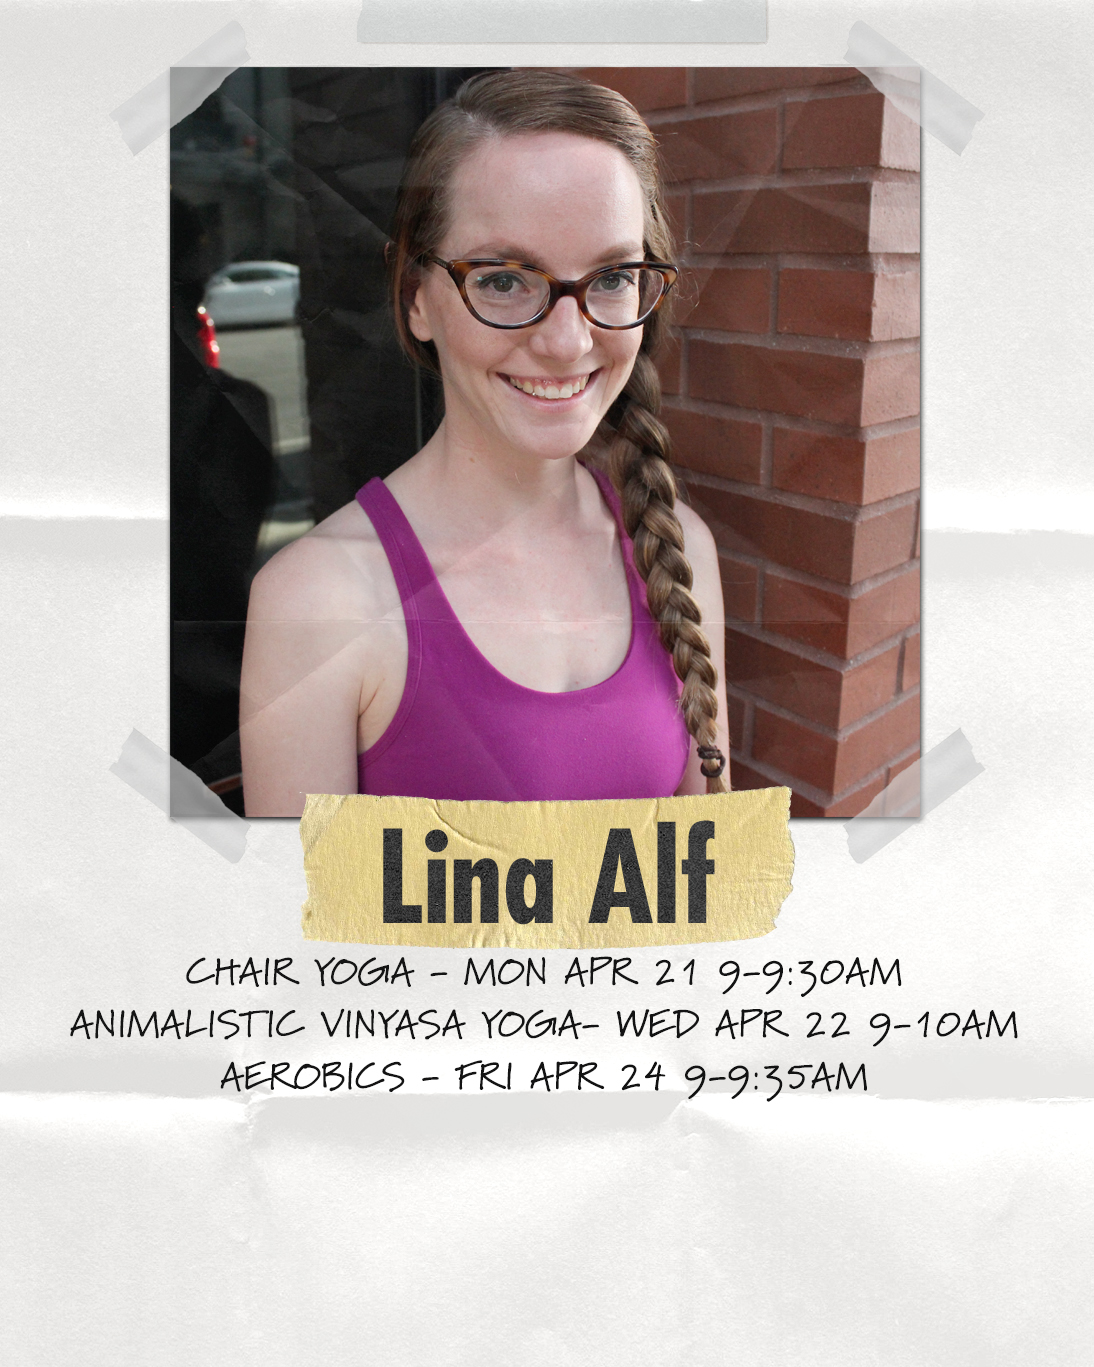 Lina Alf
CHAIR YOGA - MON APR 21 9-9:30AM
ANIMALISTIC VINYASA YOGA- WED APR 22 9-10AM
AEROBICS - FRI APR 24 9-9:35AM